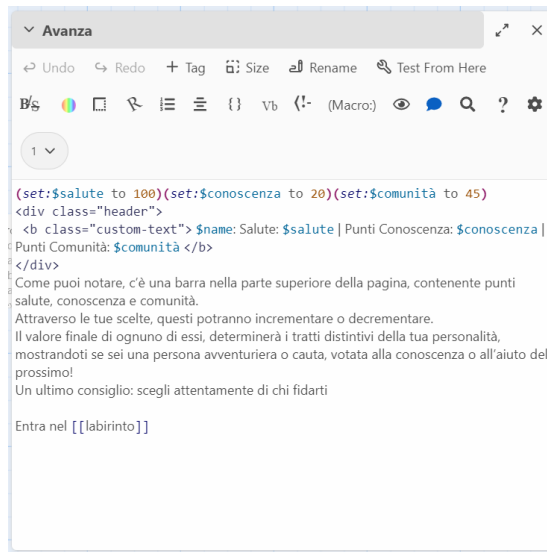 Avanza
Undo Redo + Tag Size Rename Test From Here
B/S {} Vb (!- (Macro:) ?
1
(set:$salute to 100)(set:$conoscenza to 20)(set:$comunità to 45)
<div class="header">
<b class="custom-text"> $name: Salute: $salute | Punti Conoscenza: $conoscenza |
Punti Comunità: $comunità </b>
</div>
Come puoi notare, c’è una barra nella parte superiore della pagina, contenente punti
salute, conoscenza e comunità.
Attraverso le tue scelte, questi potranno incrementare o decrementare.
Il valore finale di ognuno di essi, determinerà i tratti distintivi della tua personalità,
mostrandoti se sei una persona avventuriera o cauta, votata alla conoscenza o all’aiuto del
prossimo!
Un ultimo consiglio: scegli attentamente di chi fidarti
Entra nel [[labirinto]]